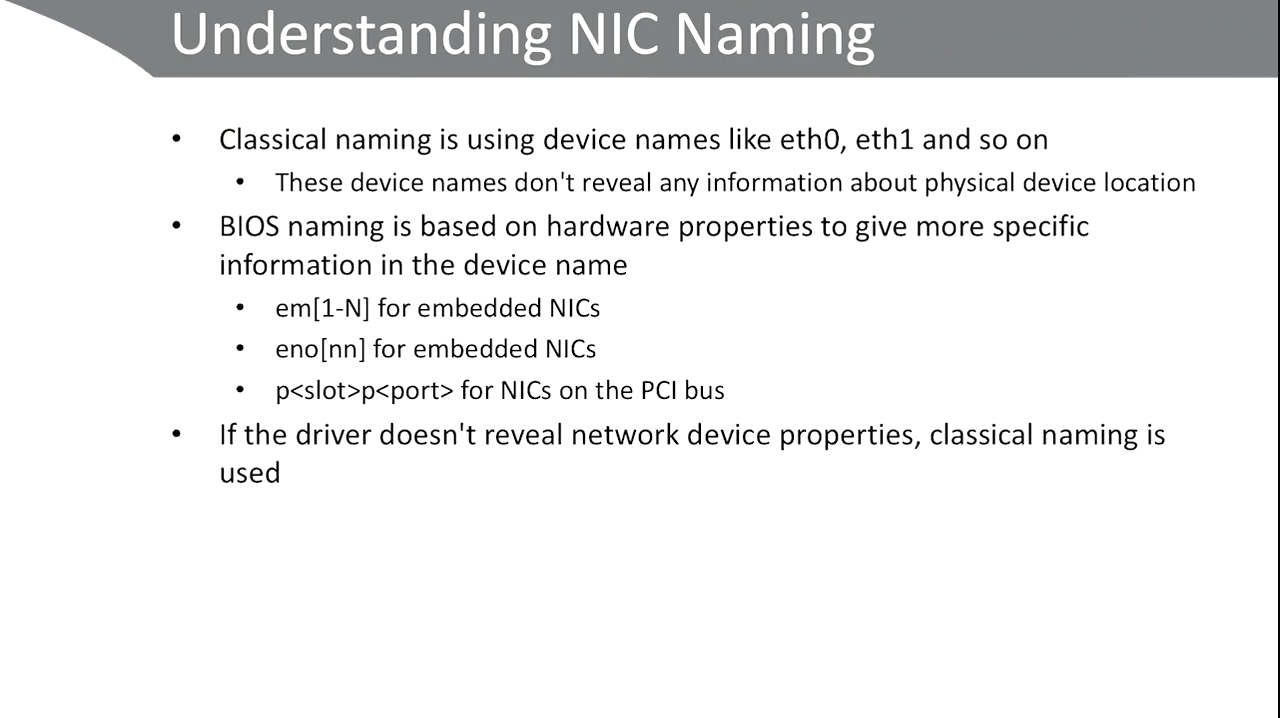 Understanding NIC Naming
• Classical naming is using device names like eth0, eth1 and so on
• These device names don't reveal any information about physical device location
• BIOS naming is based on hardware properties to give more specific
information in the device name
• em[1-N] for embedded NICs
• eno[nn] for embedded NICs
• p<slot>p<port> for NICs on the PCI bus
• If the driver doesn't reveal network device properties, classical naming is
used